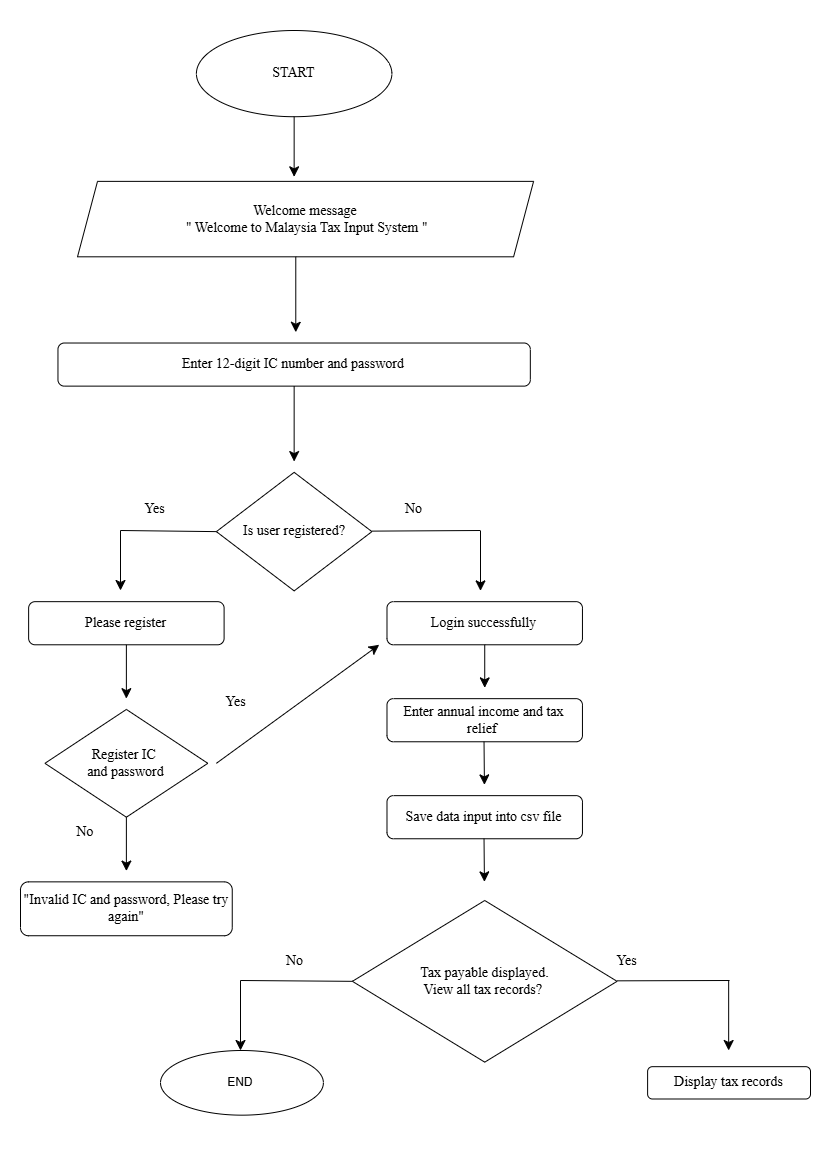 START
Welcome message
" Welcome to Malaysia Tax Input System "
Enter 12-digit IC number and password
Yes
No
Is user registered?
Please register
Login successfully
Yes
Enter annual income and tax
relief
Register IC
and password
No
Save data input into csv file
"Invalid IC and password, Please try
again"
No
Yes
Tax payable displayed.
View all tax records?
END
Display tax records